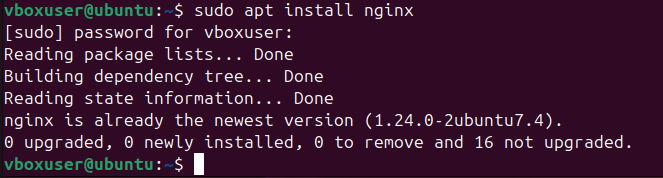 vboxuser@ubuntu:~$ sudo apt install nginx
[sudo] password for vboxuser:
Reading package lists... Done
Building dependency tree... Done
Reading state information... Done
nginx is already the newest version (1.24.0-2ubuntu7.4).
0 upgraded, 0 newly installed, 0 to remove and 16 not upgraded.
vboxuser@ubuntu:~$